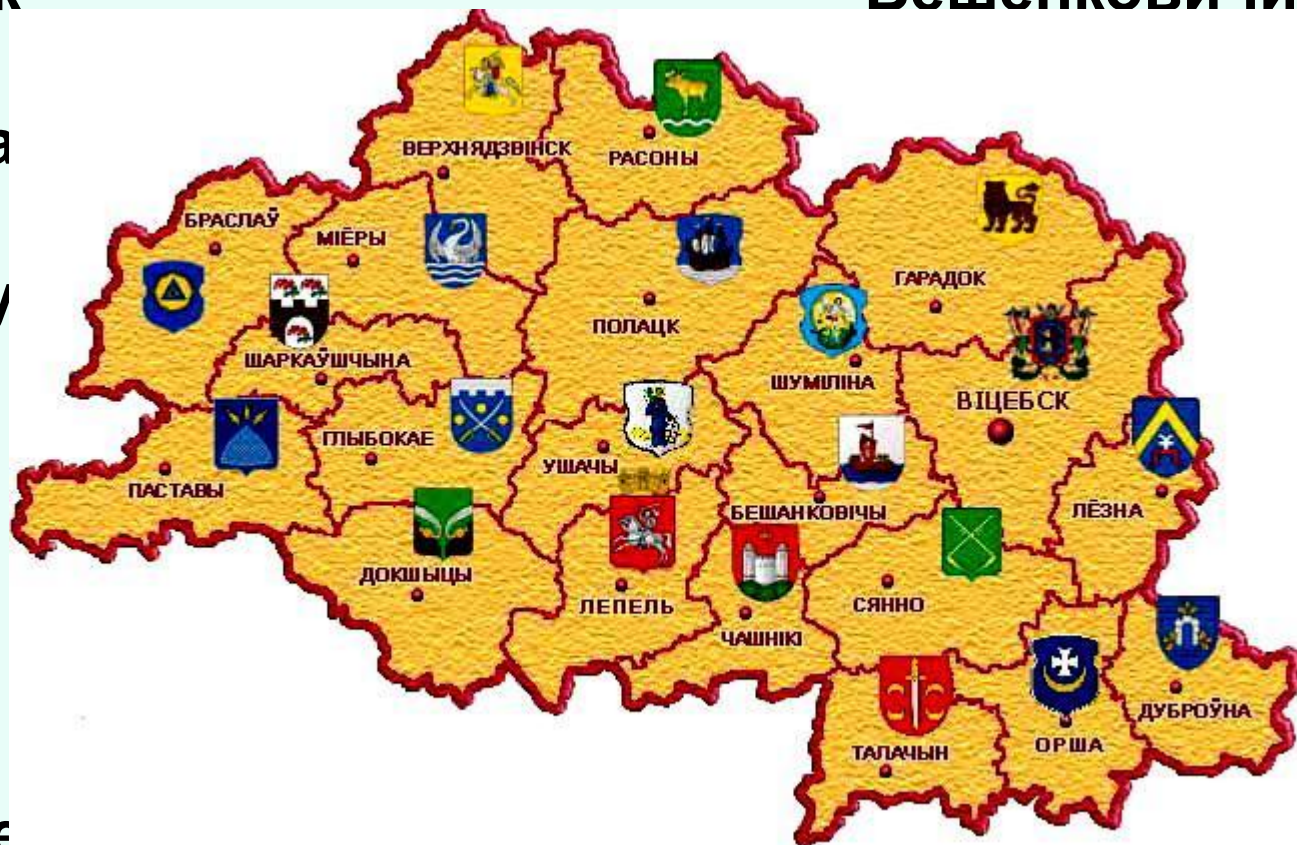 ВЕРХНЯДЗВІНСК
РАСОНЫ
БРАСЛАЎ
МІЁРЫ
ГАРАДОК
ПОЛАЦК
ШАРКАЎШЧЫНА
ШУМІЛІНА
ВІЦЕБСК
ГЛЫБОКАЕ
УШАЧЫ
ПАСТАВЫ
БЕШАНКОВІЧЫ
ЛЁЗНА
ДОКШЫЦЫ
ЛЕПЕЛЬ
СЯННО
ЧАШНІКІ
ДУБРОЎНА
ТАЛАЧЫН
ОРША